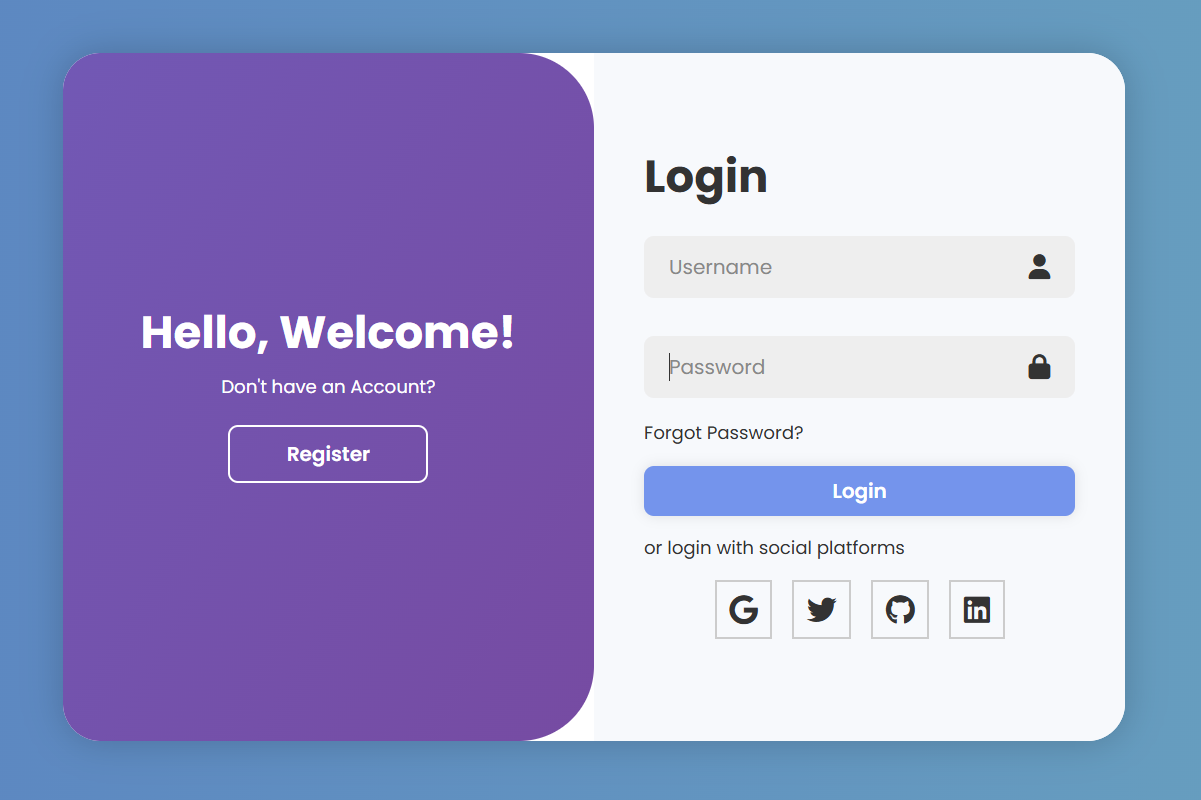 Hello, Welcome!
Don't have an Account?
Register
Login
Username
Password
Forgot Password?
Login
or login with social platforms